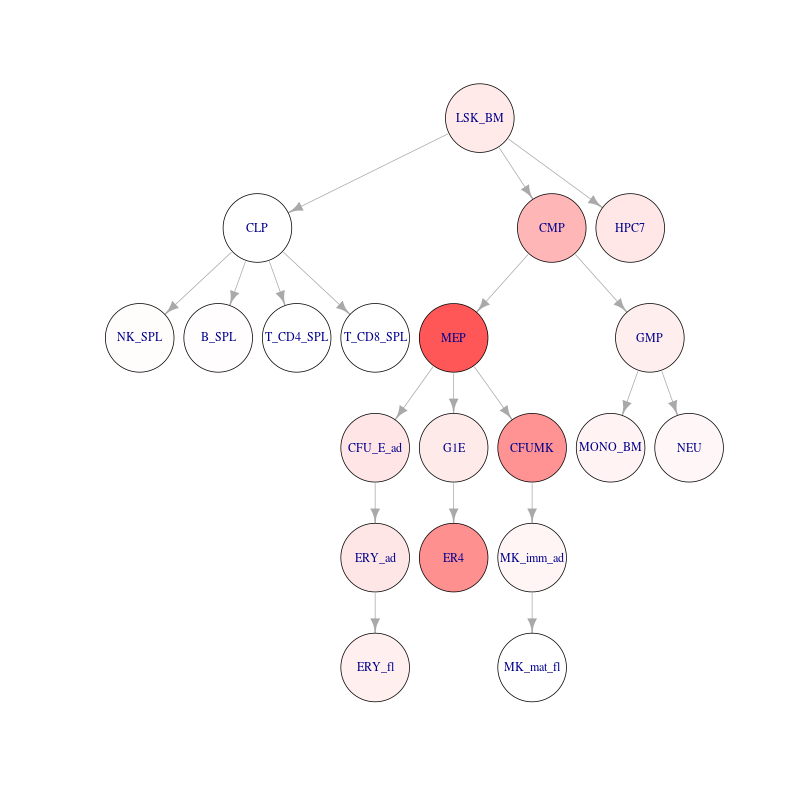 LSK_BM
CLP
CMP
HPC7
NK_SPL
B_SPL
T_CD4_SPL
T_CD8_SPL
MEP
GMP
CFU_E_ad
G1E
CFUMK
MONO_BM
NEU
ERY_ad
ER4
MK_imm_ad
ERY_fl
MK_mat_fl